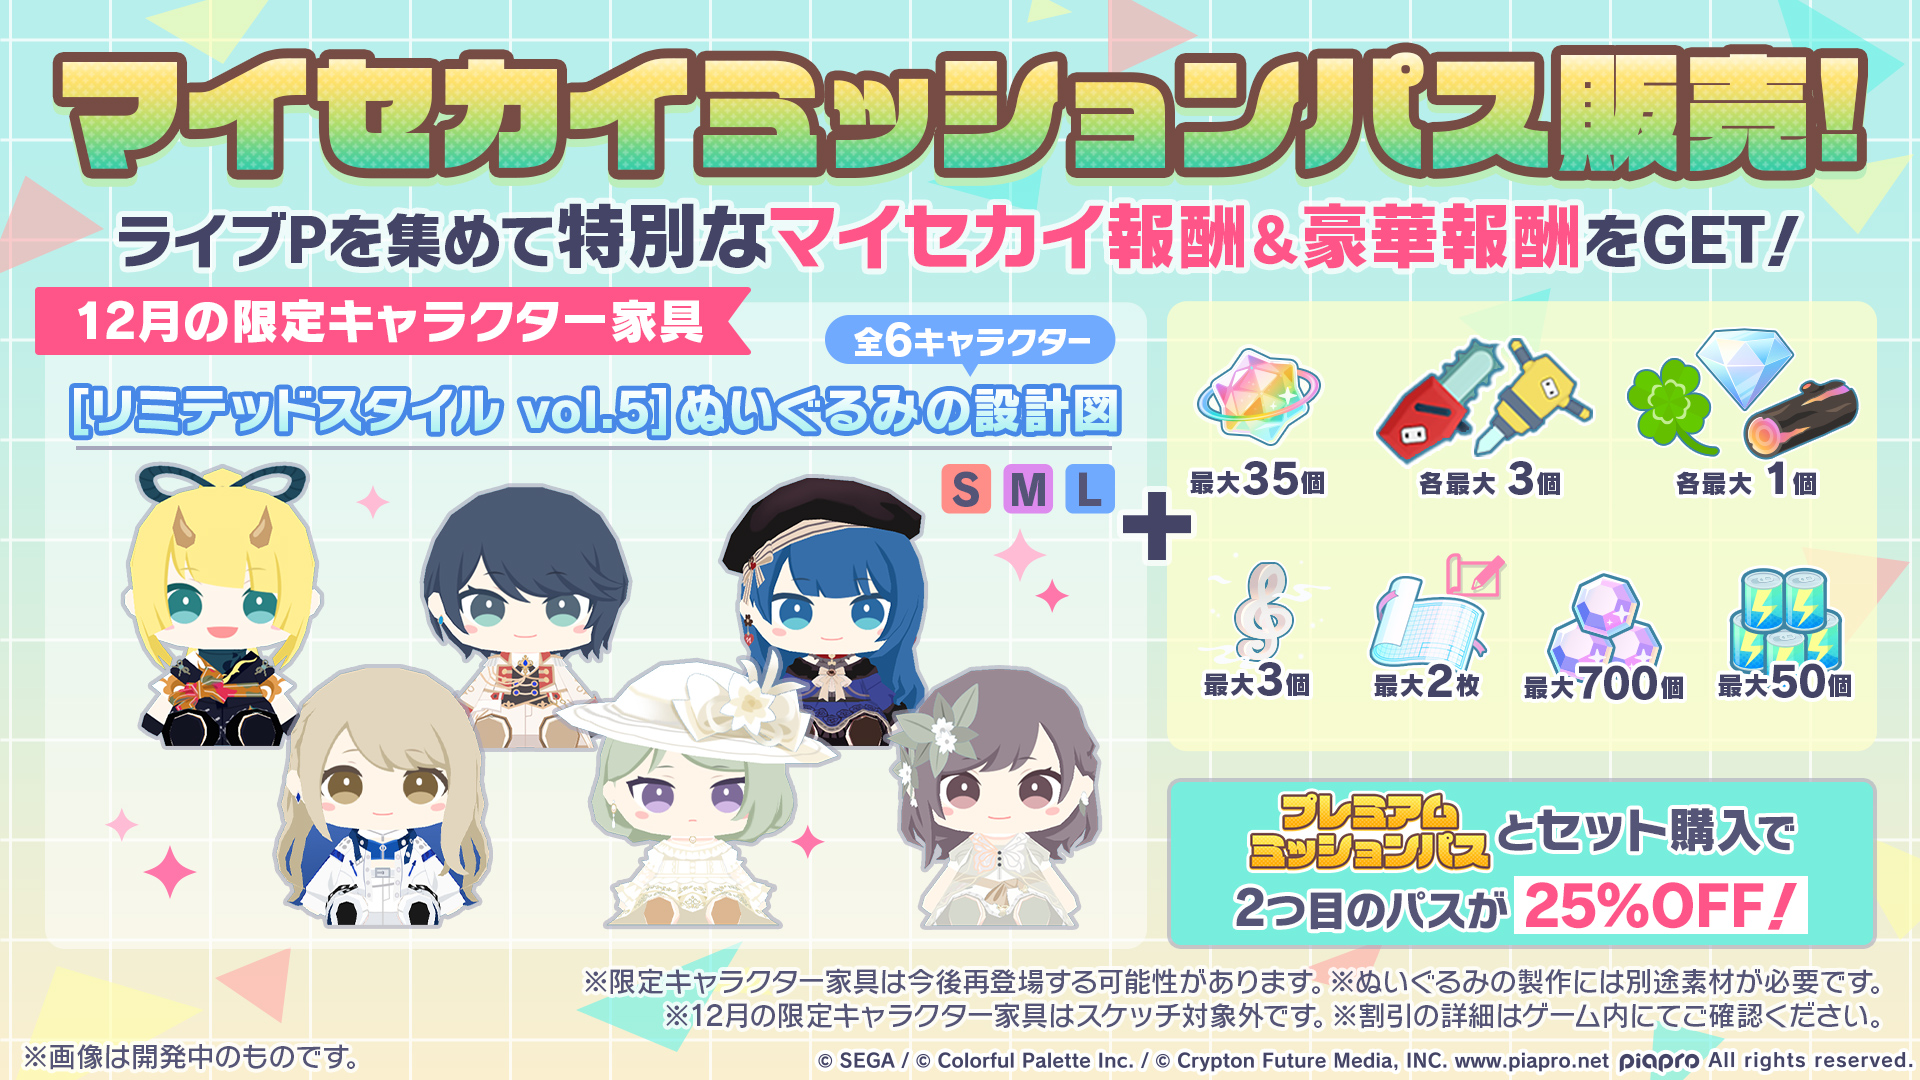 マイセカイミッションパス販売!
ライブPを集めて特別なマイセカイ報酬&豪華報酬をGET!
12月の限定キャラクター家具
全6キャラクター
[リミテッドスタイル vol.5]ぬいぐるみの設計図
S M L
+
最大35個
各最大 3個
各最大 1個
最大3個
最大2枚
最大700個
最大50個
プレミアム
ミッションパス
とセット購入で
2つ目のパスが 25%OFF!
※限定キャラクター家具は今後再登場する可能性があります。※ぬいぐるみの製作には別途素材が必要です。
※12月の限定キャラクター家具はスケッチ対象外です。※割引の詳細はゲーム内にてご確認ください。
※画像は開発中のものです。
© SEGA / © Colorful Palette Inc. / © Crypton Future Media, INC. www.piapro.net piapro All rights reserved.